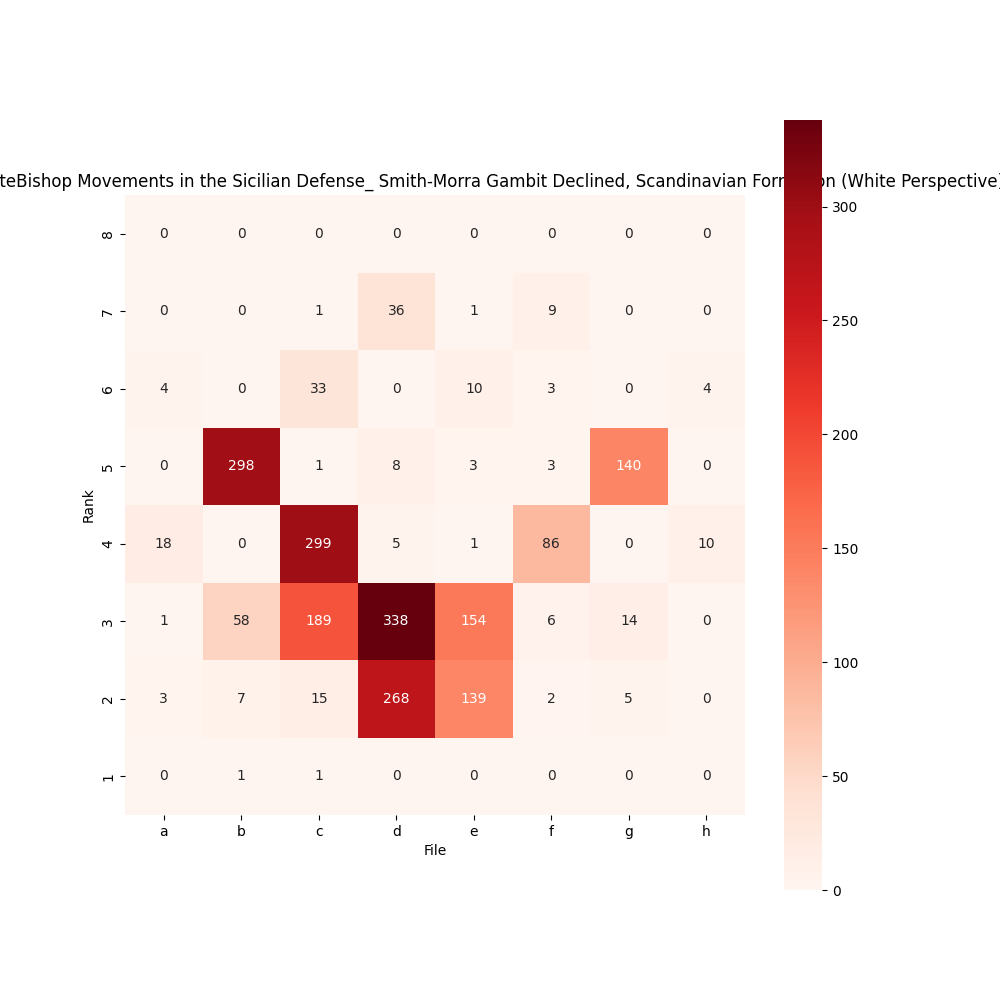 teBishop Movements in the Sicilian Defense_ Smith-Morra Gambit Declined, Scandinavian Formation (White Perspective)
8 0 0 0 0 0 0 0 0
7 0 0 1 36 1 9 0 0
6 4 0 33 0 10 3 0 4
5 0 298 1 8 3 3 140 0
4 18 0 299 5 1 86 0 10
3 1 58 189 338 154 6 14 0
2 3 7 15 268 139 2 5 0
1 0 1 1 0 0 0 0 0
a b c d e f g h
File
Rank
300
250
200
150
100
50
0